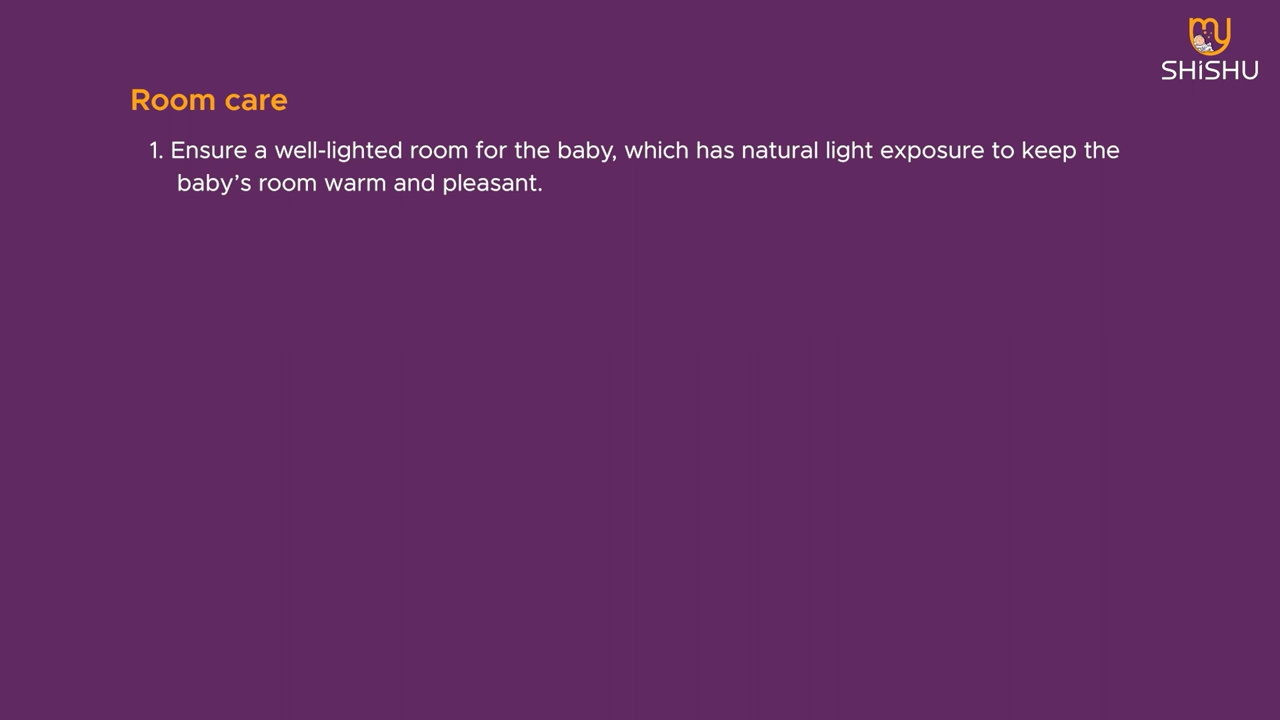 my
SHiSHU
Room care
1. Ensure a well-lighted room for the baby, which has natural light exposure to keep the
baby’s room warm and pleasant.